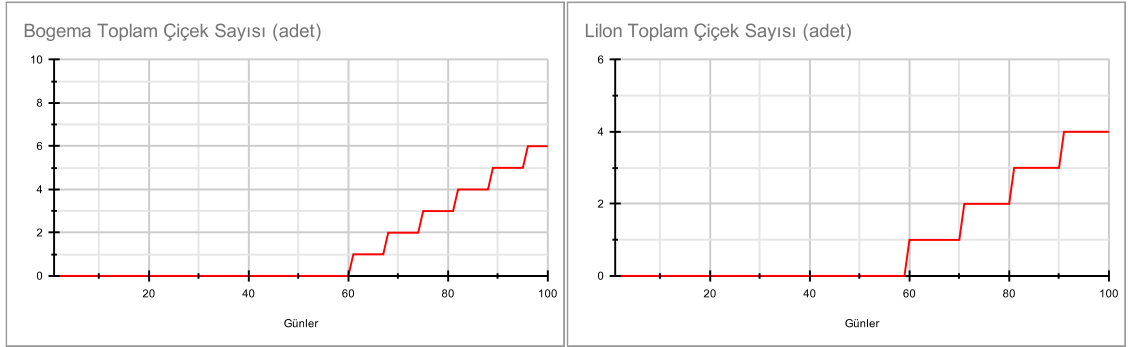 Bogema Toplam Çiçek Sayısı (adet)
10
8
6
4
2
0
20 40 60 80 100
Günler
Lilon Toplam Çiçek Sayısı (adet)
6
4
2
0
20 40 60 80 100
Günler